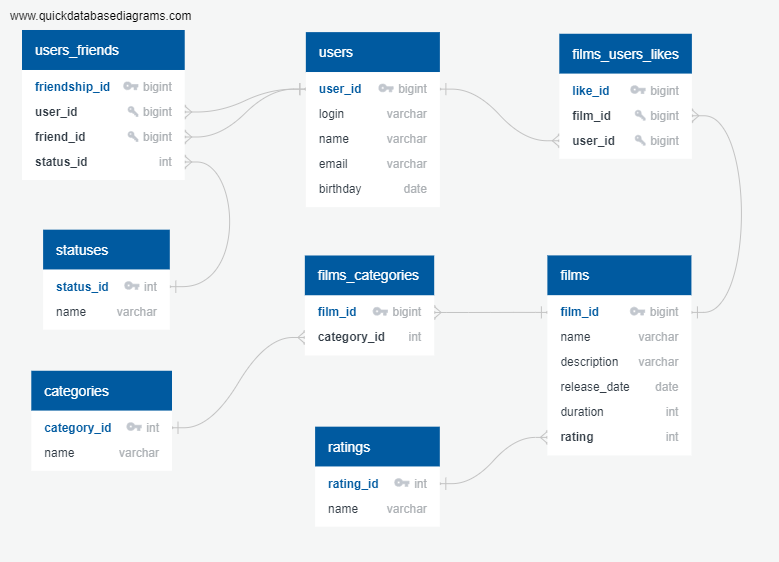 www.quickdatabasediagrams.com
users_friends
friendship_id bigint
user_id bigint
friend_id bigint
status_id int
users
user_id bigint
login varchar
name varchar
email varchar
birthday date
films_users_likes
like_id bigint
film_id bigint
user_id bigint
statuses
status_id int
name varchar
films_categories
film_id bigint
category_id int
films
film_id bigint
name varchar
description varchar
release_date date
duration int
rating int
categories
category_id int
name varchar
ratings
rating_id int
name varchar